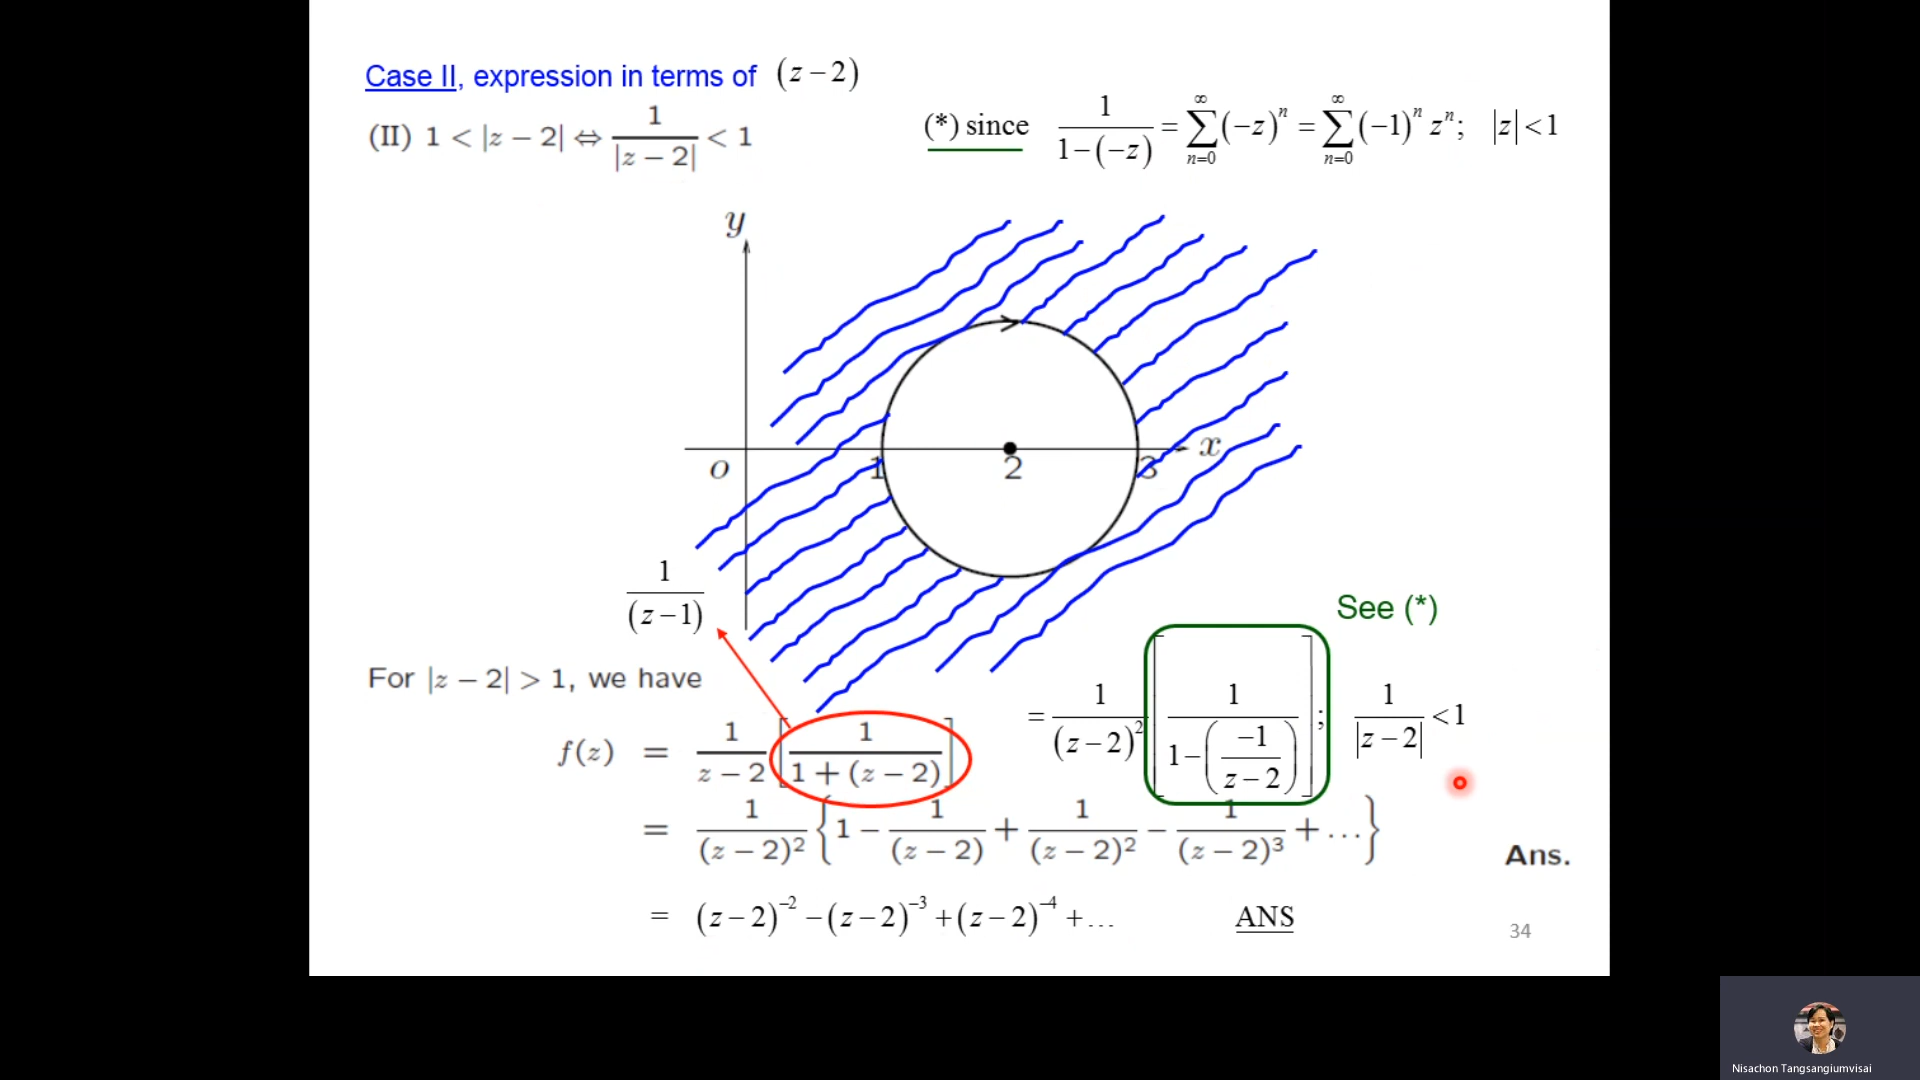 Case II, expression in terms of (z−2)
(II) 1 < |z − 2| ⇔ 1/|z − 2| < 1
(*) since 1/(1−(−z)) = ∑_{n=0}^{∞} (−z)^n = ∑_{n=0}^{∞} (−1)^n z^n; |z|<1
y
x
o
1
2
3
1/(z−1)
See (*)
For |z − 2| > 1, we have
f(z) = 1/(z − 2) [1/(1 + (z − 2))] = 1/(z−2)^2 [1/(1−(−1/(z−2)))]; 1/|z−2| <1
= 1/(z − 2)^2 {1 − 1/(z − 2) + 1/(z − 2)^2 − 1/(z − 2)^3 + ...}
Ans.
= (z−2)^−2 −(z−2)^−3 +(z−2)^−4 +... ANS
34
Nisachon Tangsangiumvisai